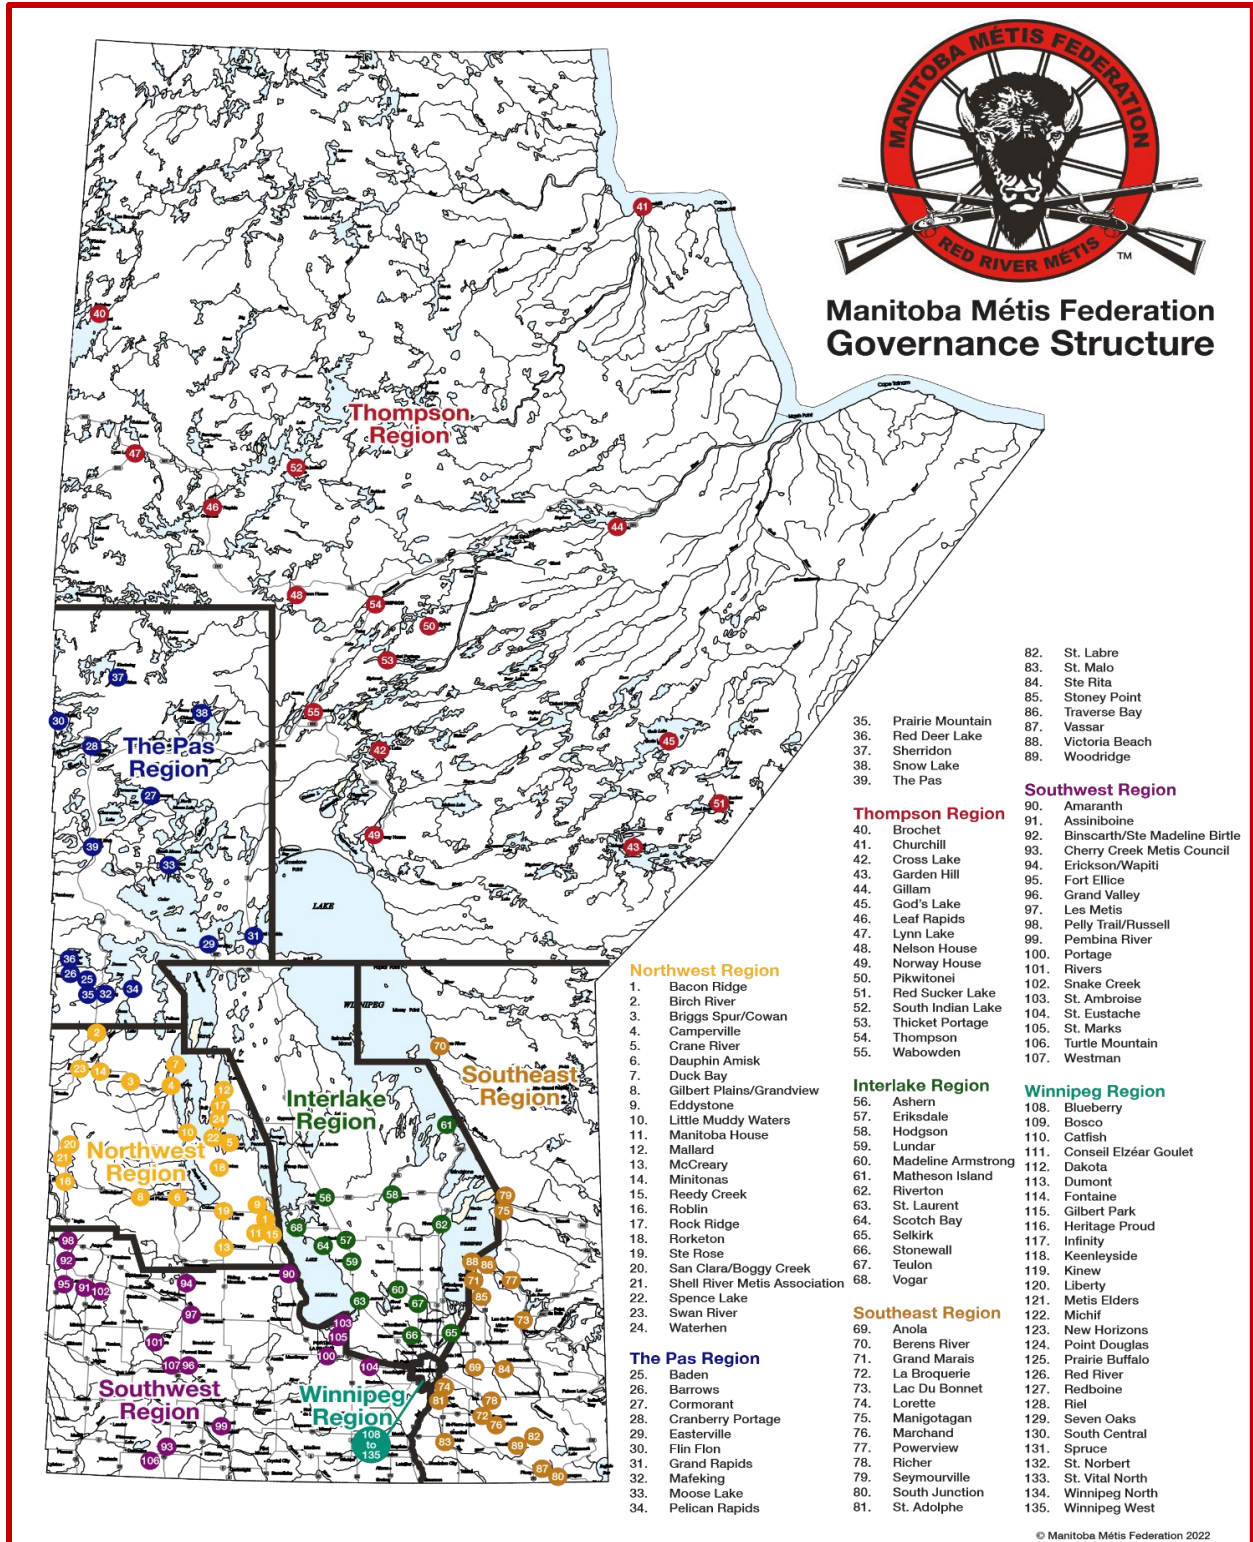 MANITOBA MÉTIS FEDERATION
RED RIVER MÉTIS
TM
Manitoba Métis Federation
Governance Structure
Thompson
Region
The Pas
Region
Northwest
Region
Interlake
Region
Southeast
Region
Southwest
Region
Winnipeg
Region
108
to
135
LAKE
WINNIPEG
Cape Tatnam
Northwest Region
1. Bacon Ridge
2. Birch River
3. Briggs Spur/Cowan
4. Camperville
5. Crane River
6. Dauphin Amisk
7. Duck Bay
8. Gilbert Plains/Grandview
9. Eddystone
10. Little Muddy Waters
11. Manitoba House
12. Mallard
13. McCreary
14. Minitonas
15. Reedy Creek
16. Roblin
17. Rock Ridge
18. Rorketon
19. Ste Rose
20. San Clara/Boggy Creek
21. Shell River Metis Association
22. Spence Lake
23. Swan River
24. Waterhen
The Pas Region
25. Baden
26. Barrows
27. Cormorant
28. Cranberry Portage
29. Easterville
30. Flin Flon
31. Grand Rapids
32. Mafeking
33. Moose Lake
34. Pelican Rapids
35. Prairie Mountain
36. Red Deer Lake
37. Sherridon
38. Snow Lake
39. The Pas
Thompson Region
40. Brochet
41. Churchill
42. Cross Lake
43. Garden Hill
44. Gillam
45. God's Lake
46. Leaf Rapids
47. Lynn Lake
48. Nelson House
49. Norway House
50. Pikwitonei
51. Red Sucker Lake
52. South Indian Lake
53. Thicket Portage
54. Thompson
55. Wabowden
Interlake Region
56. Ashern
57. Eriksdale
58. Hodgson
59. Lundar
60. Madeline Armstrong
61. Matheson Island
62. Riverton
63. St. Laurent
64. Scotch Bay
65. Selkirk
66. Stonewall
67. Teulon
68. Vogar
Southeast Region
69. Anola
70. Berens River
71. Grand Marais
72. La Broquerie
73. Lac Du Bonnet
74. Lorette
75. Manigotagan
76. Marchand
77. Powerview
78. Richer
79. Seymourville
80. South Junction
81. St. Adolphe
82. St. Labre
83. St. Malo
84. Ste Rita
85. Stoney Point
86. Traverse Bay
87. Vassar
88. Victoria Beach
89. Woodridge
Southwest Region
90. Amaranth
91. Assiniboine
92. Binscarth/Ste Madeline Birtle
93. Cherry Creek Metis Council
94. Erickson/Wapiti
95. Fort Ellice
96. Grand Valley
97. Les Metis
98. Pelly Trail/Russell
99. Pembina River
100. Portage
101. Rivers
102. Snake Creek
103. St. Ambroise
104. St. Eustache
105. St. Marks
106. Turtle Mountain
107. Westman
Winnipeg Region
108. Blueberry
109. Bosco
110. Catfish
111. Conseil Elzéar Goulet
112. Dakota
113. Dumont
114. Fontaine
115. Gilbert Park
116. Heritage Proud
117. Infinity
118. Keenleyside
119. Kinew
120. Liberty
121. Metis Elders
122. Michif
123. New Horizons
124. Point Douglas
125. Prairie Buffalo
126. Red River
127. Redboine
128. Riel
129. Seven Oaks
130. South Central
131. Spruce
132. St. Norbert
133. St. Vital North
134. Winnipeg North
135. Winnipeg West
© Manitoba Métis Federation 2022